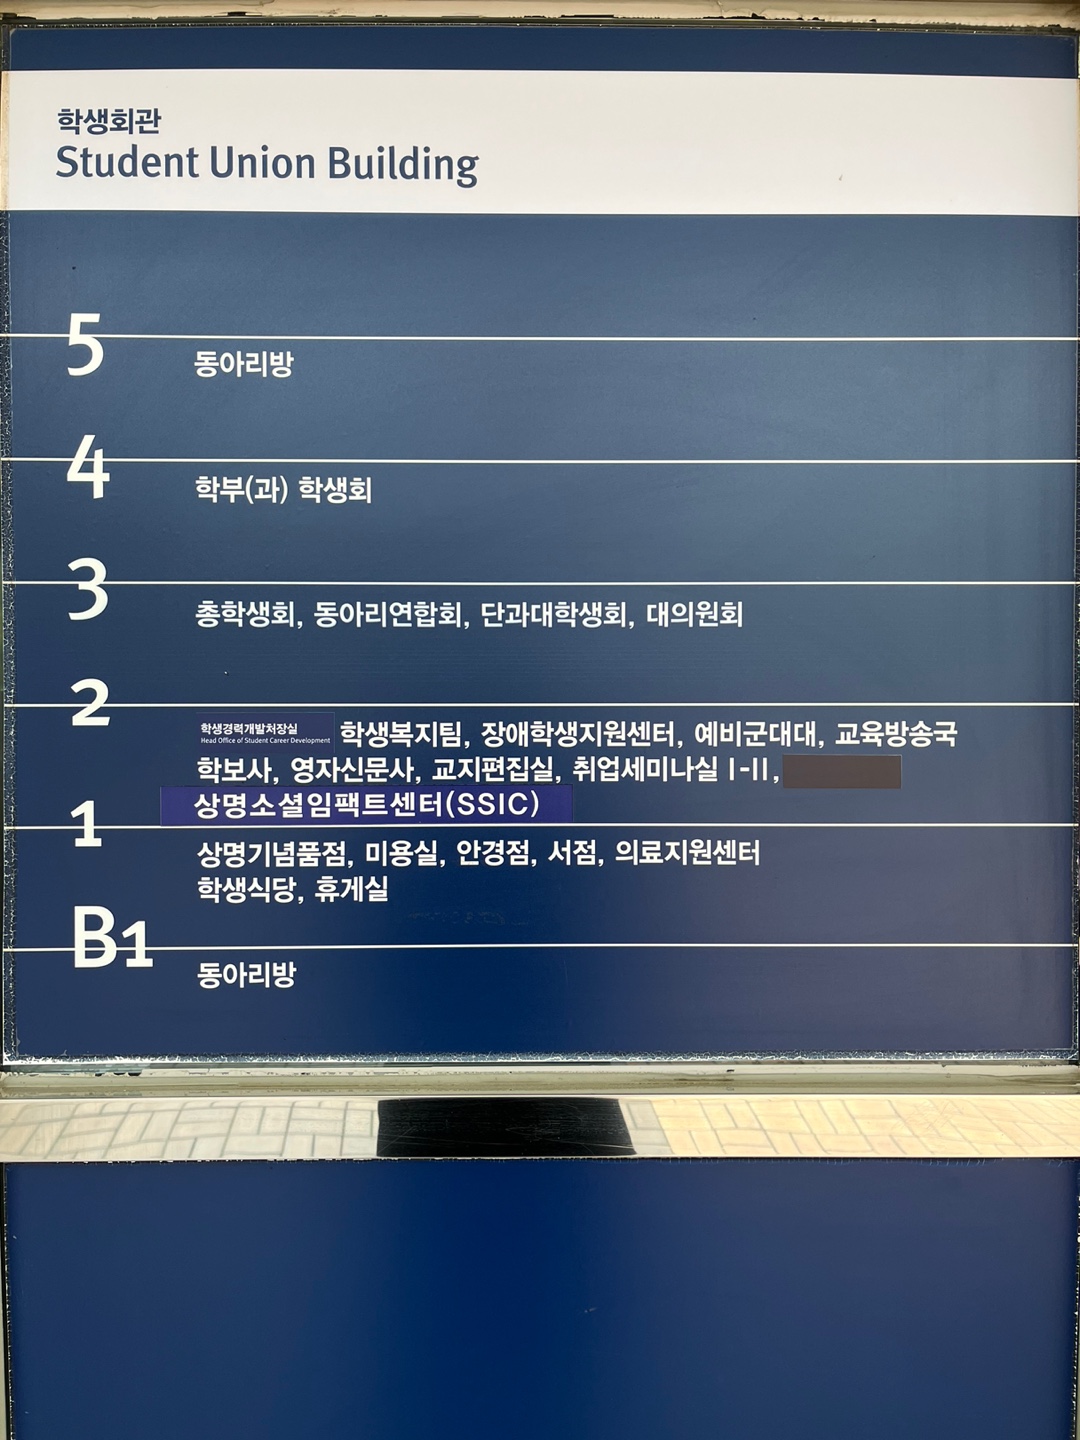 학생회관
Student Union Building
5
동아리방
4
학부(과) 학생회
3
총학생회, 동아리연합회, 단과대학생회, 대의원회
2
학생경력개발처장실 학생복지팀, 장애학생지원센터, 예비군대대, 교육방송국
Head Office of Student Career Development
학보사, 영자신문사, 교지편집실, 취업세미나실 I-II,
상명소셜임팩트센터(SSIC)
1
상명기념품점, 미용실, 안경점, 서점, 의료지원센터
학생식당, 휴게실
B1
동아리방